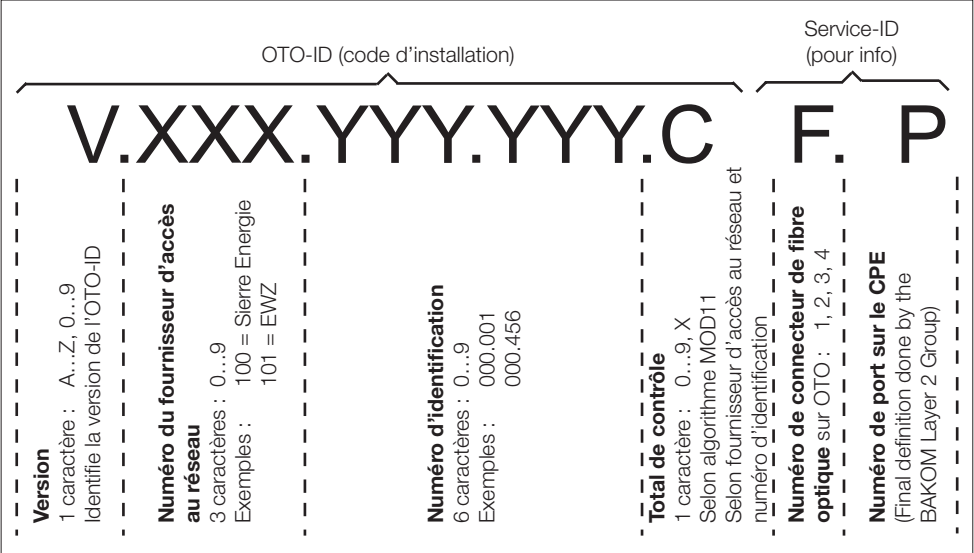 OTO-ID (code d'installation)
Service-ID
(pour info)
V.XXX.YYY.YYY.C F. P
Version
1 caractère : A...Z, 0...9
Identifie la version de l'OTO-ID
Numéro du fournisseur d'accès
au réseau
3 caractères : 0...9
Exemples : 100 = Sierre Energie
101 = EWZ
Numéro d'identification
6 caractères : 0...9
Exemples : 000.001
000.456
Total de contrôle
1 caractère : 0...9, X
Selon algorithme MOD11
Selon fournisseur d'accès au réseau et
numéro d'identification
Numéro de connecteur de fibre
optique sur OTO : 1, 2, 3, 4
Numéro de port sur le CPE
(Final definition done by the
BAKOM Layer 2 Group)